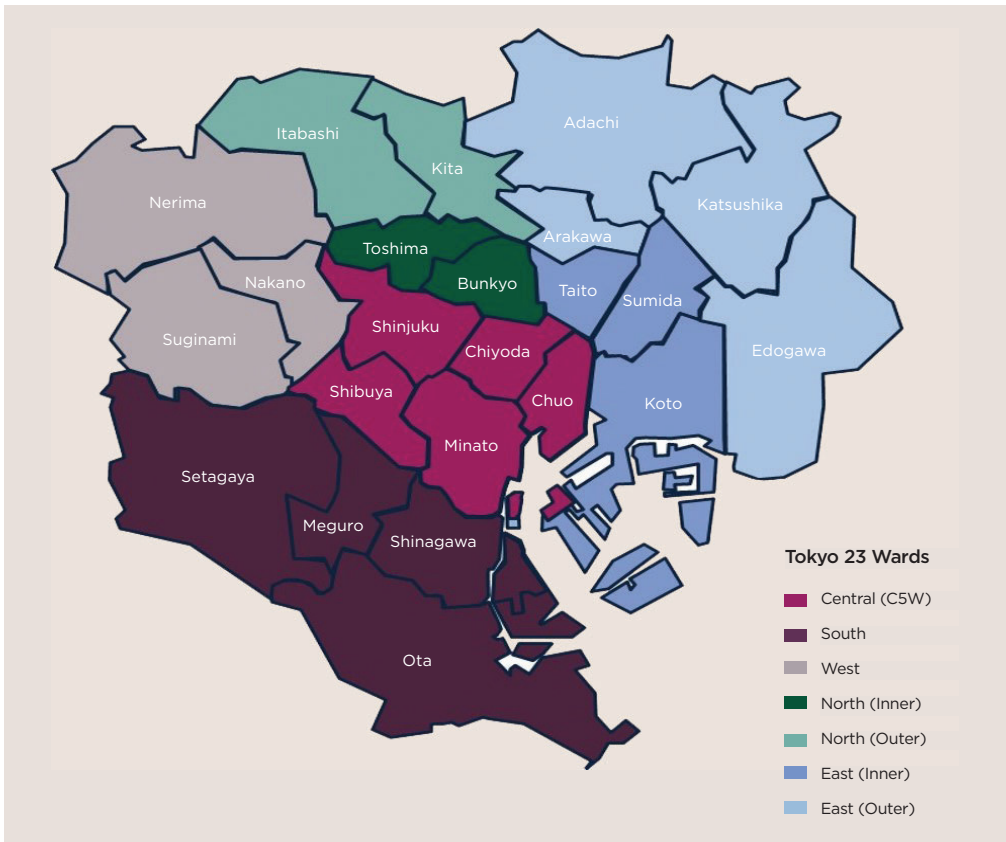 Adachi
Itabashi
Kita
Nerima
Katsushika
Arakawa
Toshima
Nakano
Bunkyo
Taito
Sumida
Shinjuku
Suginami
Chiyoda
Edogawa
Shibuya
Chuo
Koto
Minato
Setagaya
Meguro
Shinagawa
Ota
Tokyo 23 Wards
Central (C5W)
South
West
North (Inner)
North (Outer)
East (Inner)
East (Outer)